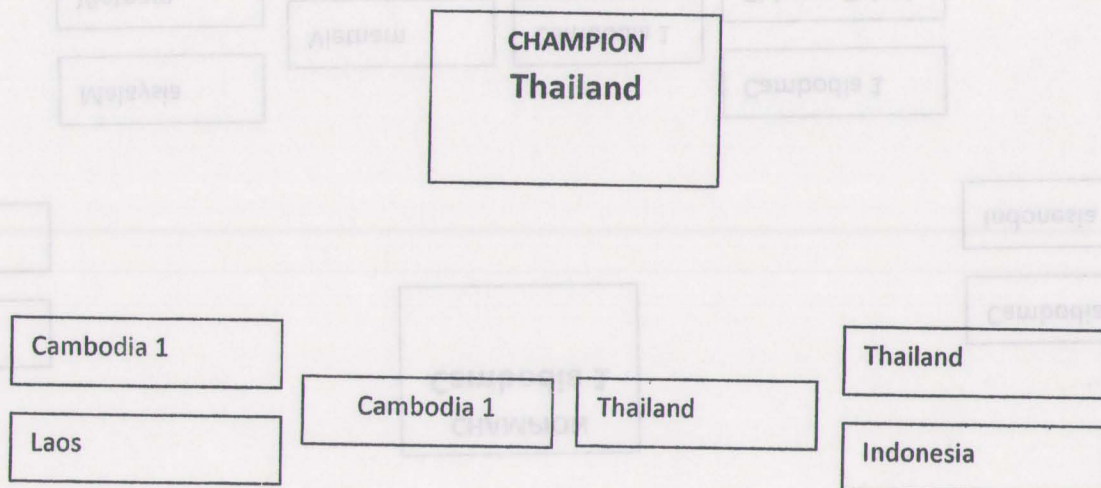 CHAMPION
Thailand
Cambodia 1
Laos
Cambodia 1
Thailand
Thailand
Indonesia